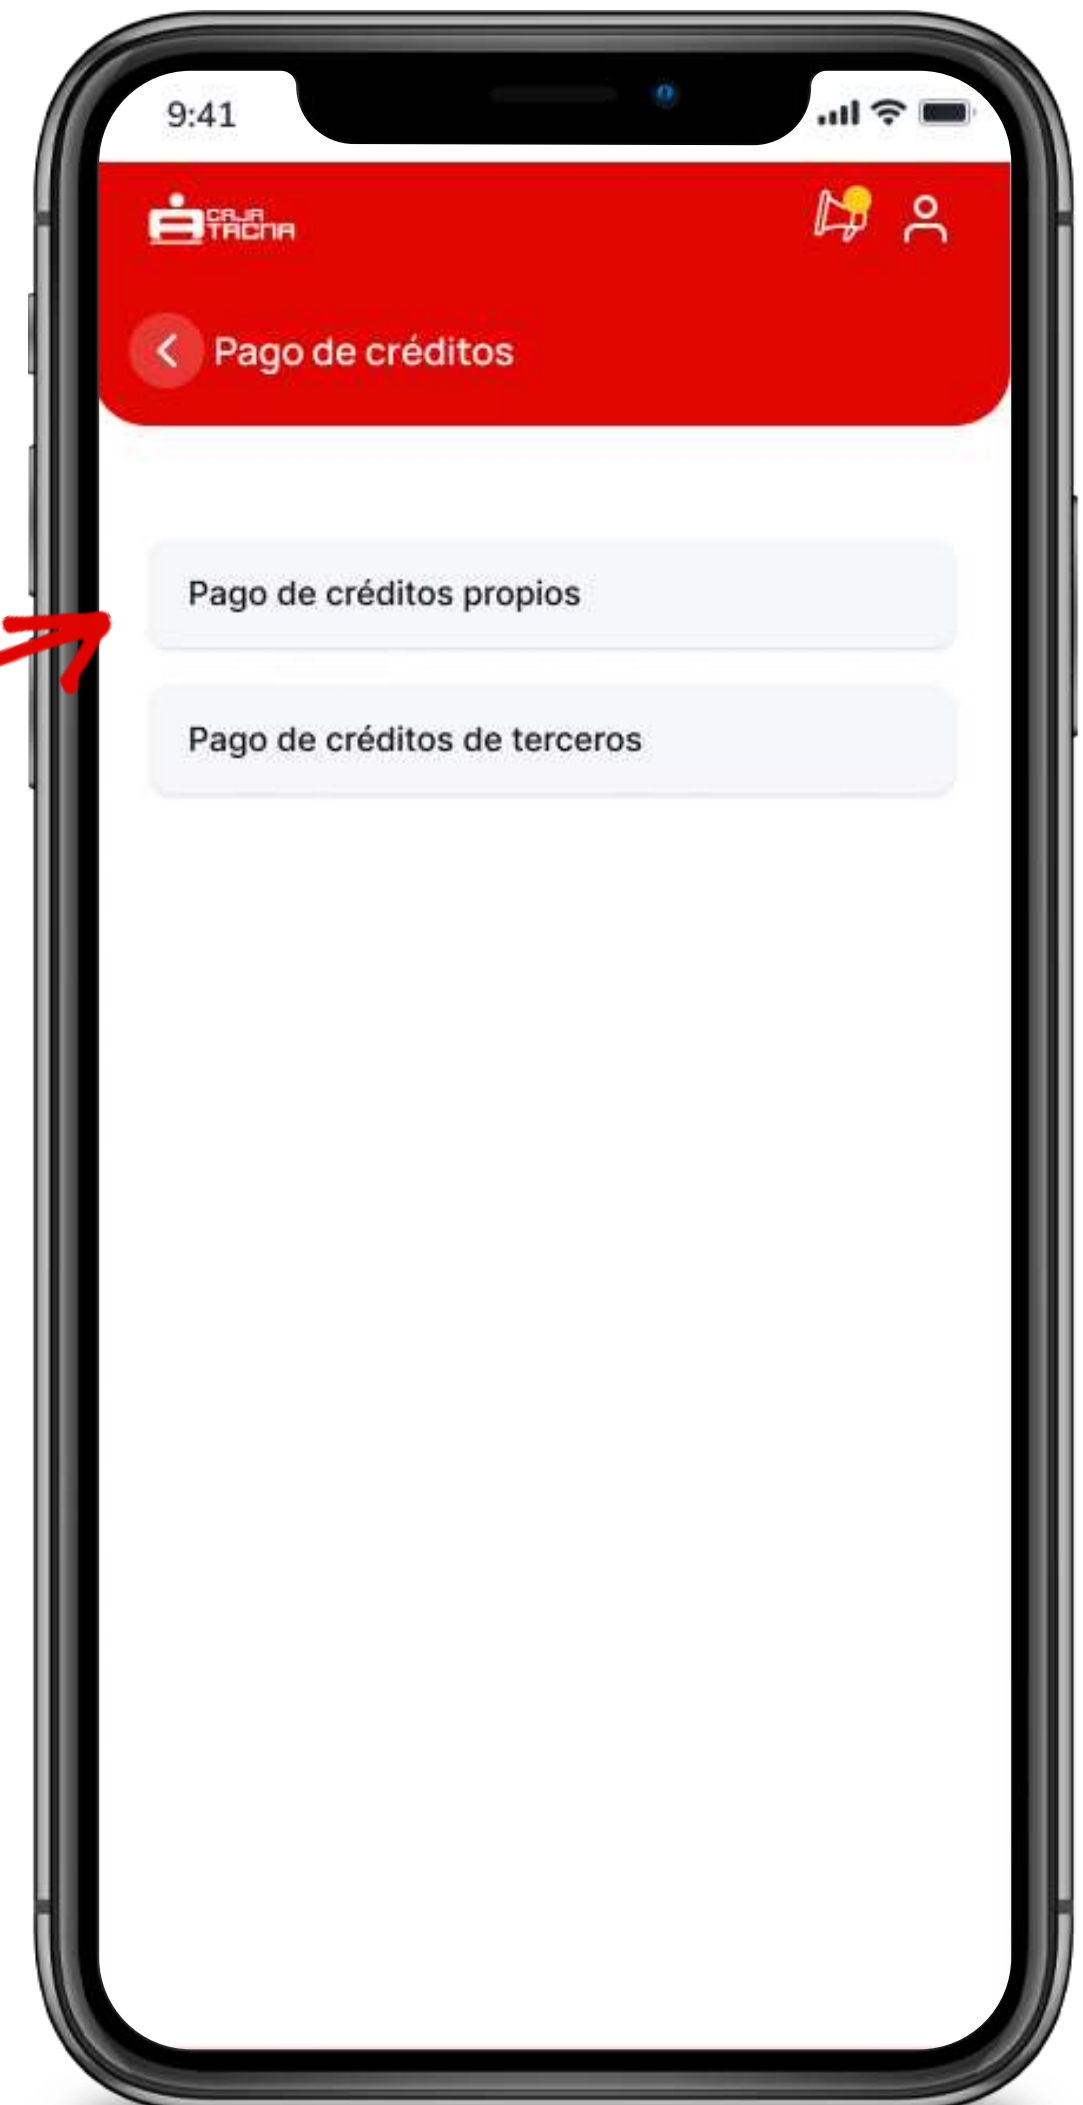 9:41
CAJA
TACNA
Pago de créditos
Pago de créditos propios
Pago de créditos de terceros